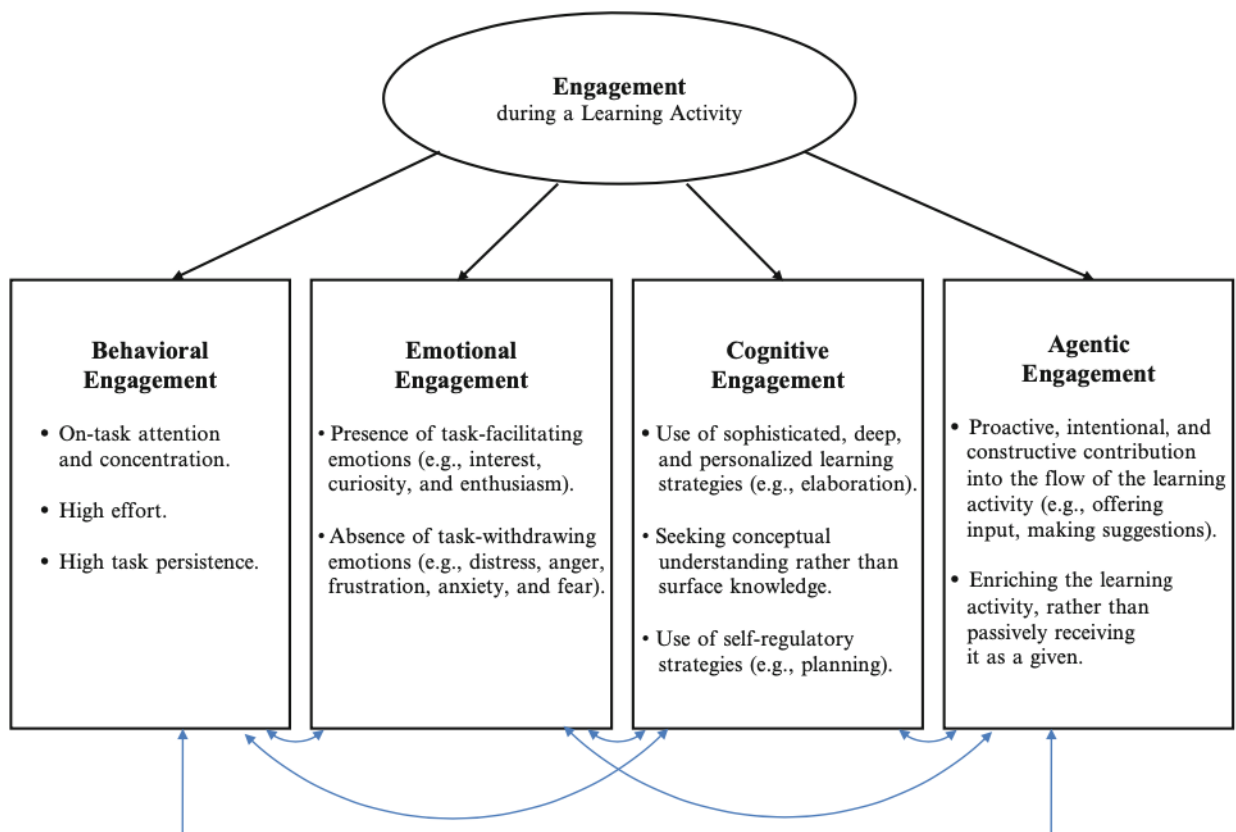 Engagement
during a Learning Activity
Behavioral
Engagement
• On-task attention
and concentration.
• High effort.
• High task persistence.
Emotional
Engagement
• Presence of task-facilitating
emotions (e.g., interest,
curiosity, and enthusiasm).
• Absence of task-withdrawing
emotions (e.g., distress, anger,
frustration, anxiety, and fear).
Cognitive
Engagement
• Use of sophisticated, deep,
and personalized learning
strategies (e.g., elaboration).
• Seeking conceptual
understanding rather than
surface knowledge.
• Use of self-regulatory
strategies (e.g., planning).
Agentic
Engagement
• Proactive, intentional, and
constructive contribution
into the flow of the learning
activity (e.g., offering
input, making suggestions).
• Enriching the learning
activity, rather than
passively receiving
it as a given.